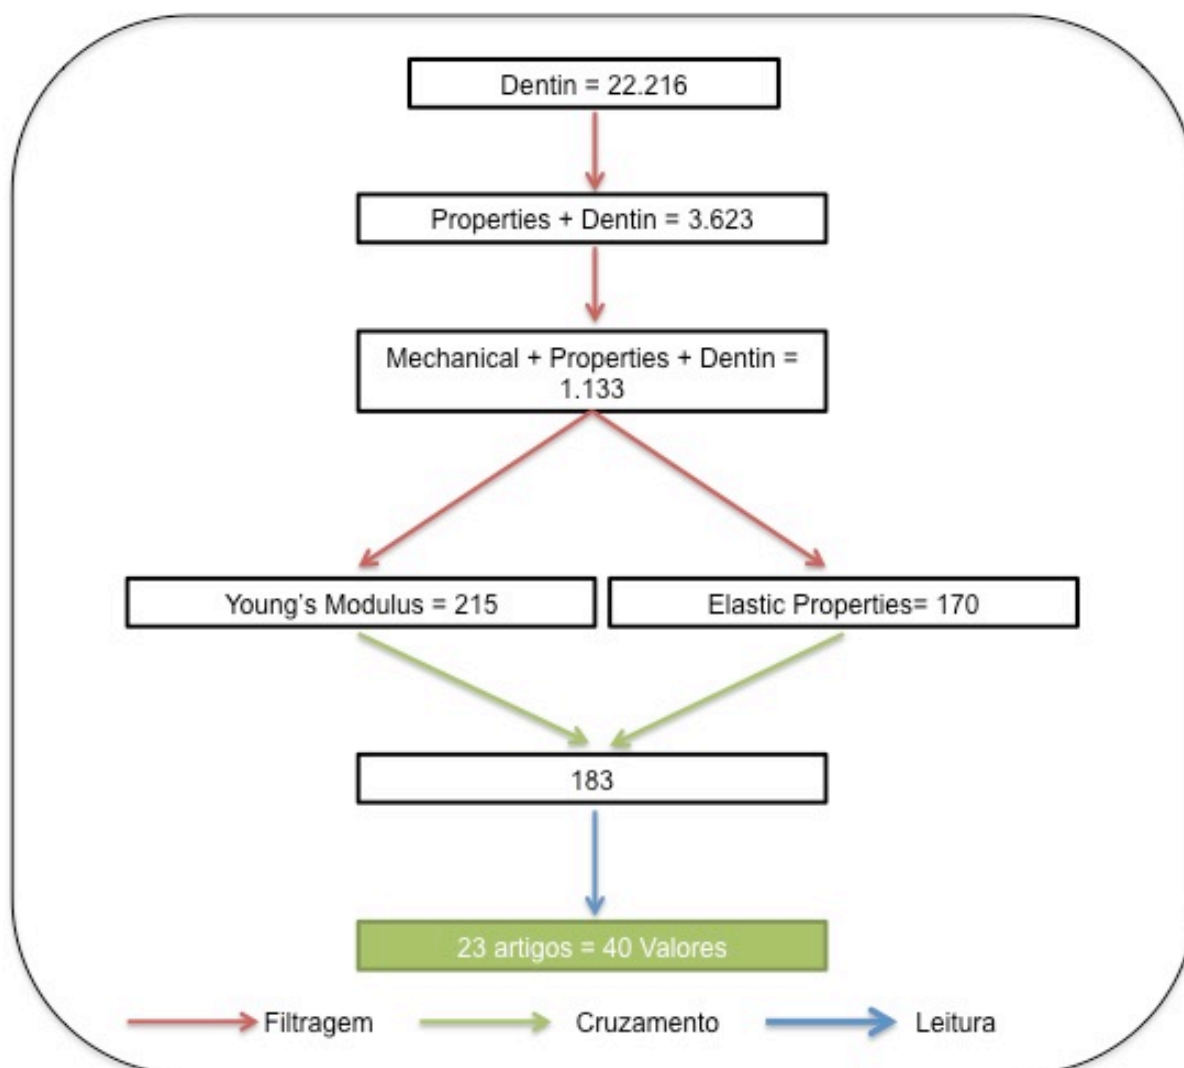 Dentin = 22.216
Properties + Dentin = 3.623
Mechanical + Properties + Dentin =
1.133
Young's Modulus = 215
Elastic Properties= 170
183
23 artigos = 40 Valores
Filtragem
Cruzamento
Leitura